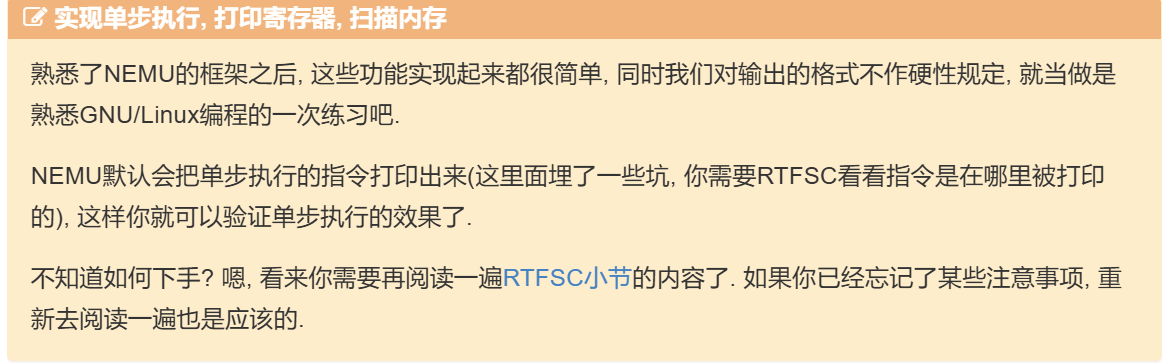 实现单步执行, 打印寄存器, 扫描内存
熟悉了NEMU的框架之后, 这些功能实现起来都很简单, 同时我们对输出的格式不作硬性规定, 就当做是
熟悉GNU/Linux编程的一次练习吧.
NEMU默认会把单步执行的指令打印出来(这里面埋了一些坑, 你需要RTFSC看看指令是在哪里被打印
的), 这样你就可以验证单步执行的效果了.
不知道如何下手? 嗯, 看来你需要再阅读一遍RTFSC小节的内容了. 如果你已经忘记了某些注意事项, 重
新去阅读一遍也是应该的.